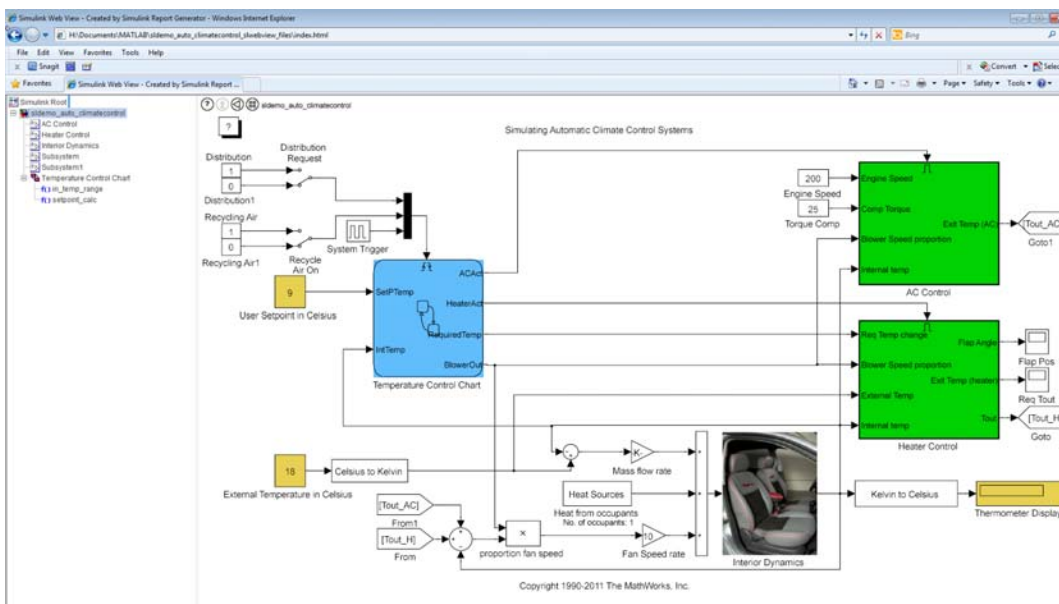 Simulink Web View - Created by Simulink Report Generator - Windows Internet Explorer
H:\Documents\MATLAB\sldemo_auto_climatecontrol_slwebview_files\index.html
Bing
File Edit View Favorites Tools Help
Snagit
Convert Select
Favorites
Simulink Web View - Created by Simulink Report ...
Page Safety Tools
Simulink Root
sldemo_auto_climatecontrol
AC Control
Heater Control
Interior Dynamics
Subsystem
Subsystem1
Temperature Control Chart
f() in_temp_range
f() setpoint_calc
sldemo_auto_climatecontrol
?
Simulating Automatic Climate Control Systems
Distribution
Distribution Request
1
0
Distribution1
Recycling Air
1
0
Recycling Air1
Recycle Air On
System Trigger
9
User Setpoint in Celsius
SetPTemp
IntTemp
ACAct
HeaterAct
RequiredTemp
BlowerOut
Temperature Control Chart
200
Engine Speed
25
Torque Comp
Engine Speed
Comp Torque
Blower Speed proportion
Internal temp
Exit Temp (AC)
AC Control
[Tout_AC]
Goto1
Req Temp change
Blower Speed proportion
External Temp
Internal temp
Flap Angle
Exit Temp (heater)
Tout
Heater Control
Flap Pos
Req Tout
[Tout_H]
Goto
18
External Temperature in Celsius
Celsius to Kelvin
K-
Mass flow rate
Heat Sources
Heat from occupants
No. of occupants: 1
[Tout_AC]
From1
[Tout_H]
From
×
proportion fan speed
10
Fan Speed rate
Interior Dynamics
Kelvin to Celsius
Thermometer Display
Copyright 1990-2011 The MathWorks, Inc.